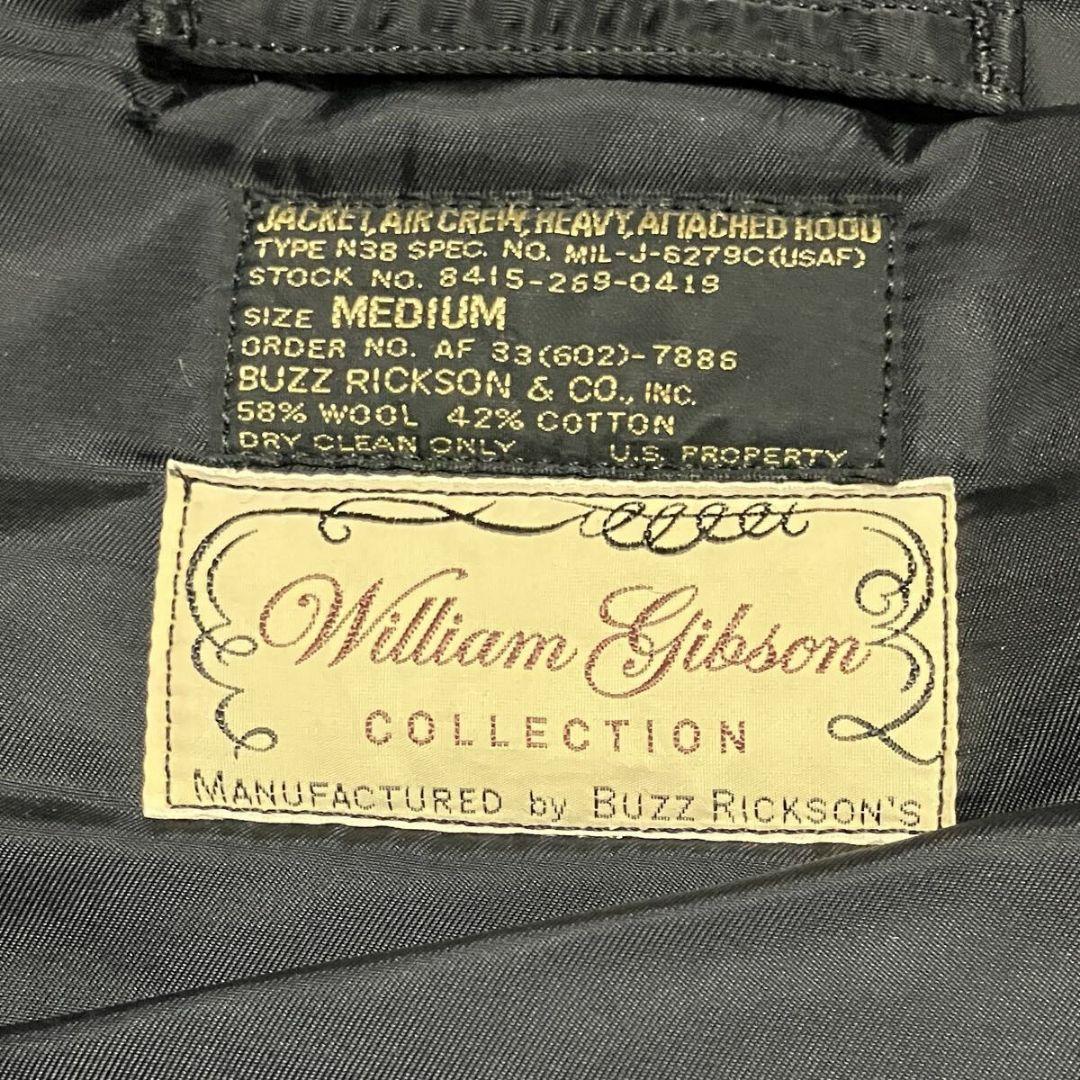 JACKET, AIR CREW, HEAVY, ATTACHED HOOD
TYPE N3B SPEC. NO. MIL-J-6279C (USAF)
STOCK NO. 8415-269-0419
SIZE MEDIUM
ORDER NO. AF 33(602)-7886
BUZZ RICKSON & CO., INC.
58% WOOL 42% COTTON
DRY CLEAN ONLY U.S. PROPERTY
William Gibson
COLLECTION
MANUFACTURED by BUZZ RICKSON'S